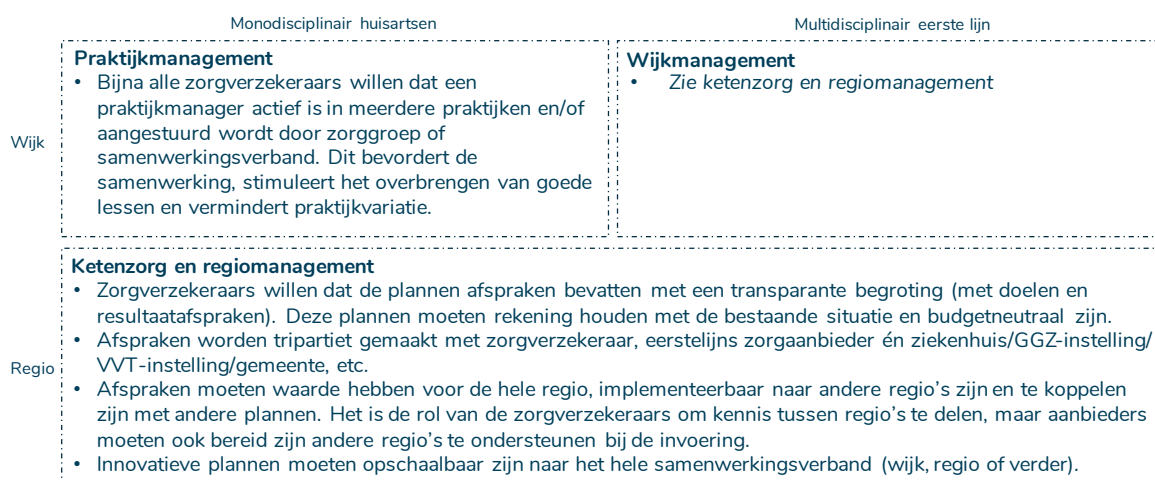 Monodisciplinair huisartsen
Multidisciplinair eerste lijn
Wijk
Praktijkmanagement
• Bijna alle zorgverzekeraars willen dat een
praktijkmanager actief is in meerdere praktijken en/of
aangestuurd wordt door zorggroep of
samenwerkingsverband. Dit bevordert de
samenwerking, stimuleert het overbrengen van goede
lessen en vermindert praktijkvariatie.
Wijkmanagement
• Zie ketenzorg en regiomanagement
Regio
Ketenzorg en regiomanagement
• Zorgverzekeraars willen dat de plannen afspraken bevatten met een transparante begroting (met doelen en
resultaatafspraken). Deze plannen moeten rekening houden met de bestaande situatie en budgetneutraal zijn.
• Afspraken worden tripartiet gemaakt met zorgverzekeraar, eerstelijns zorgaanbieder én ziekenhuis/GGZ-instelling/
VVT-instelling/gemeente, etc.
• Afspraken moeten waarde hebben voor de hele regio, implementeerbaar naar andere regio's zijn en te koppelen
zijn met andere plannen. Het is de rol van de zorgverzekeraars om kennis tussen regio's te delen, maar aanbieders
moeten ook bereid zijn andere regio's te ondersteunen bij de invoering.
• Innovatieve plannen moeten opschaalbaar zijn naar het hele samenwerkingsverband (wijk, regio of verder).